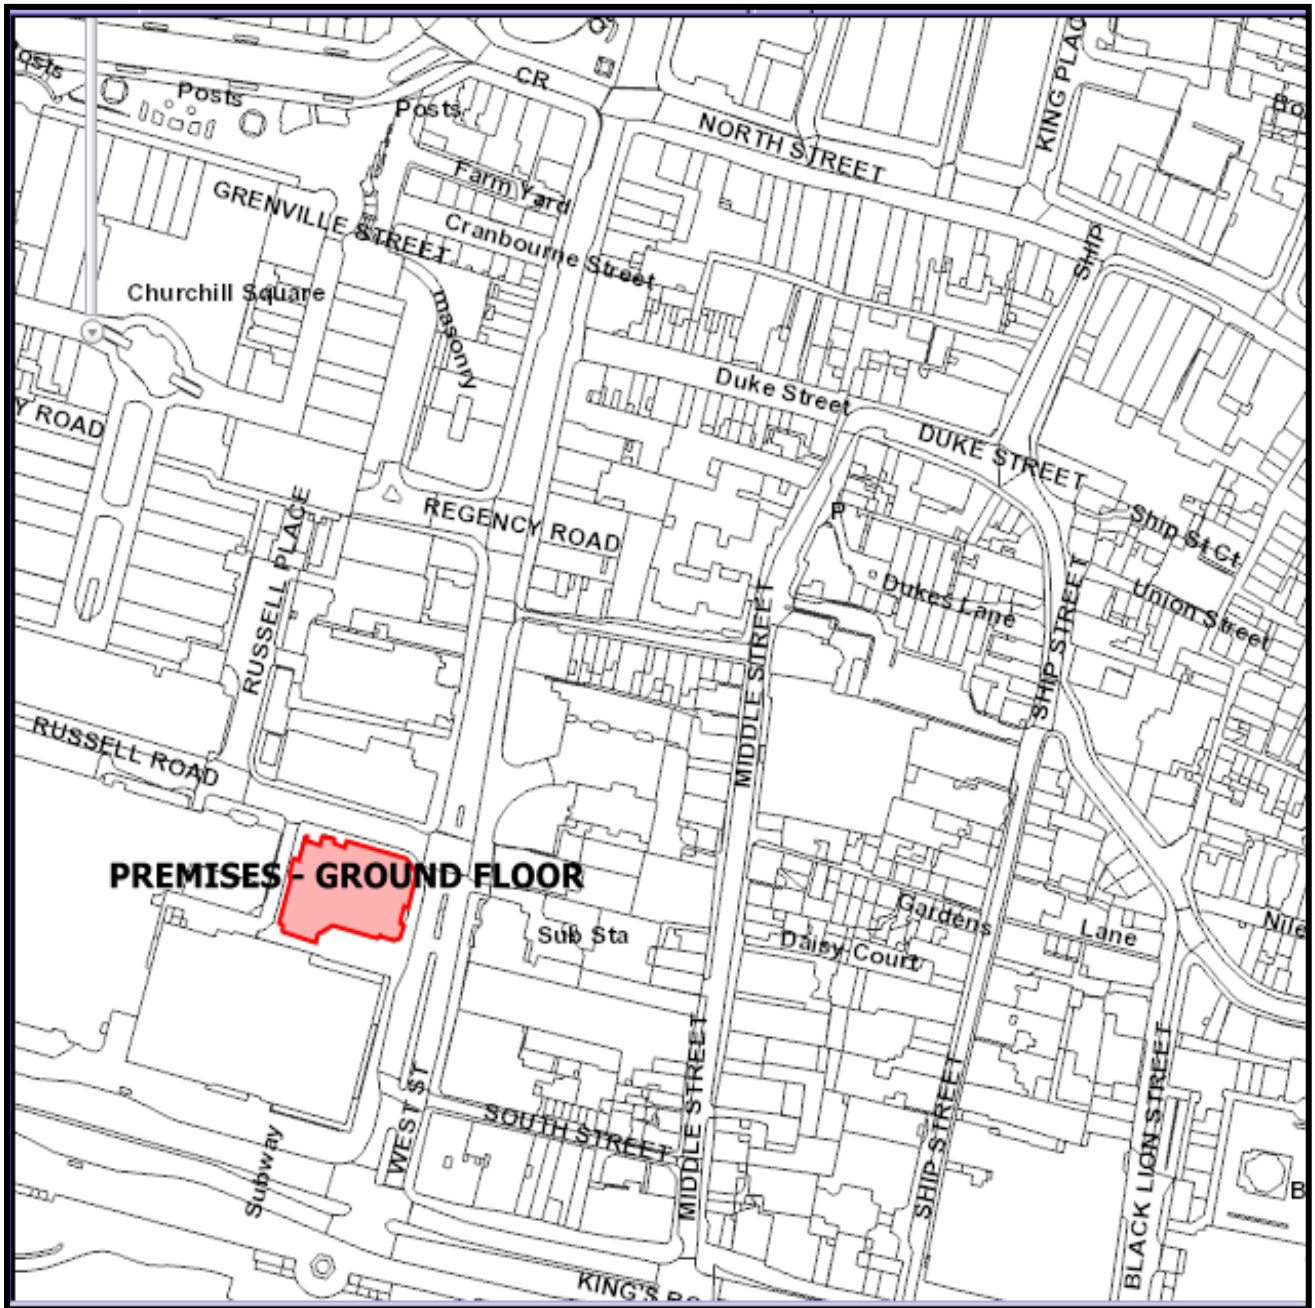 CR
KING PLAC
osts
Posts
Posts
Bo
NORTH STREET
Farm Yard
GRENVILLE STREET
Cranbourne Street
Ship
Churchill Square
masonry
Duke Street
Y ROAD
DUKE STREET
REGENCY ROAD
P
Ship St Ct
RUSSELL PLACE
Dukes Lane
Union Street
SHIP STREET
MIDDLE STREET
RUSSELL ROAD
PREMISES - GROUND FLOOR
Gardens
Lane
Nile
Sub Sta
Daisy Court
MIDDLE STREET
SHIP STREET
BLACK LION STREET
WEST ST
SOUTH STREET
Subway
B
KING'S